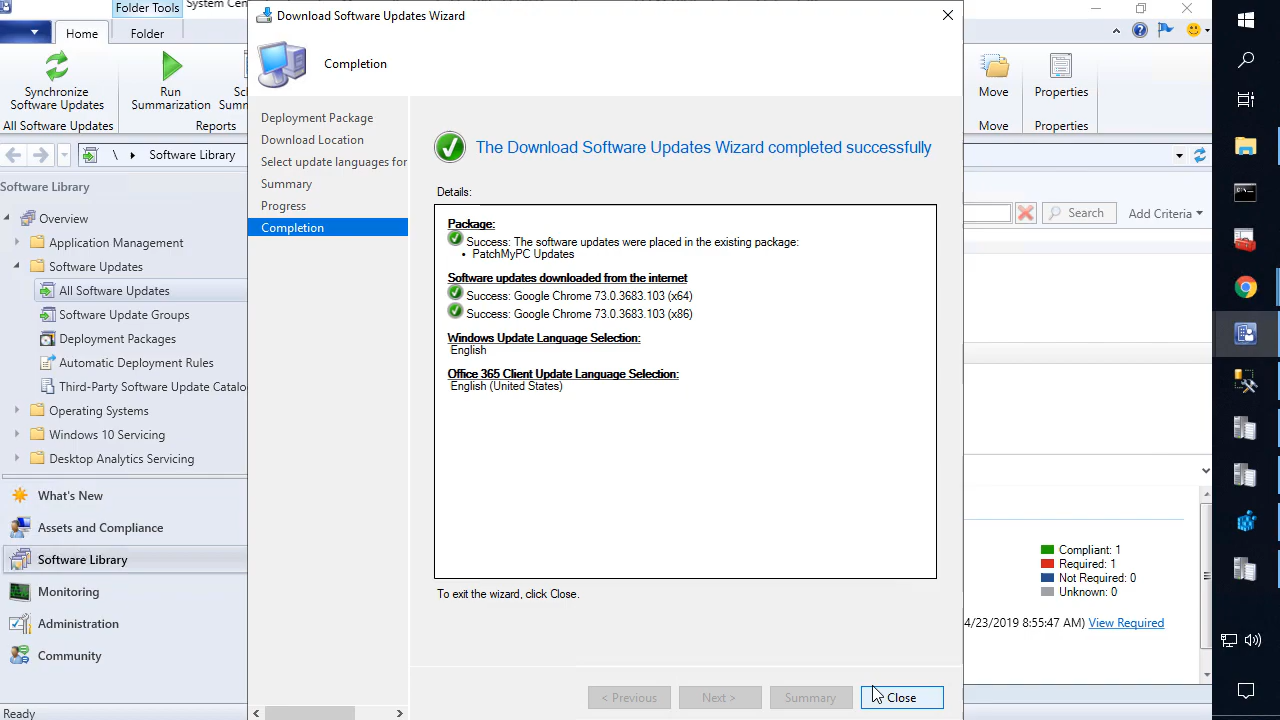 Folder Tools
System Cen
Download Software Updates Wizard
Home
Folder
Completion
Synchronize
Software Updates
Run
Summarization
Sch
Summ
All Software Updates
Reports
Move
Properties
Move
Properties
\
Software Library
Software Library
Search
Add Criteria
Overview
Application Management
Software Updates
All Software Updates
Software Update Groups
Deployment Packages
Automatic Deployment Rules
Third-Party Software Update Catalo
Operating Systems
Windows 10 Servicing
Desktop Analytics Servicing
What's New
Assets and Compliance
Software Library
Monitoring
Administration
Community
Ready
Deployment Package
Download Location
Select update languages for
Summary
Progress
Completion
The Download Software Updates Wizard completed successfully
Details:
Package:
Success: The software updates were placed in the existing package:
• PatchMyPC Updates
Software updates downloaded from the internet
Success: Google Chrome 73.0.3683.103 (x64)
Success: Google Chrome 73.0.3683.103 (x86)
Windows Update Language Selection:
English
Office 365 Client Update Language Selection:
English (United States)
To exit the wizard, click Close.
< Previous
Next >
Summary
Close
Compliant: 1
Required: 1
Not Required: 0
Unknown: 0
4/23/2019 8:55:47 AM) View Required